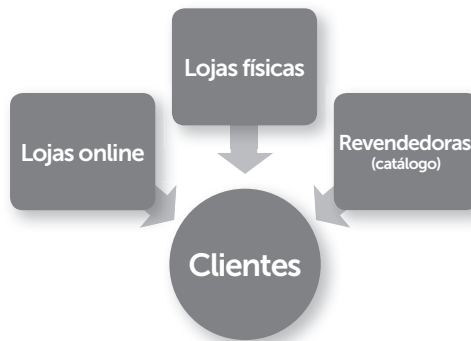 Lojas físicas
Lojas online
Revendedoras
(catálogo)
Clientes